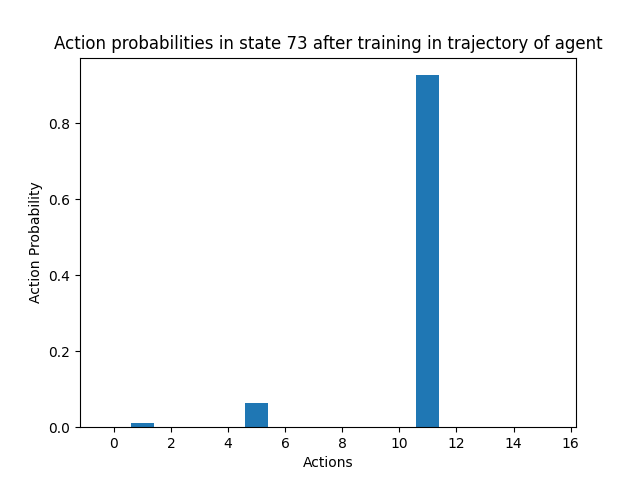 Action probabilities in state 73 after training in trajectory of agent
Action Probability
0.8
0.6
0.4
0.2
0.0
0 2 4 6 8 10 12 14 16
Actions